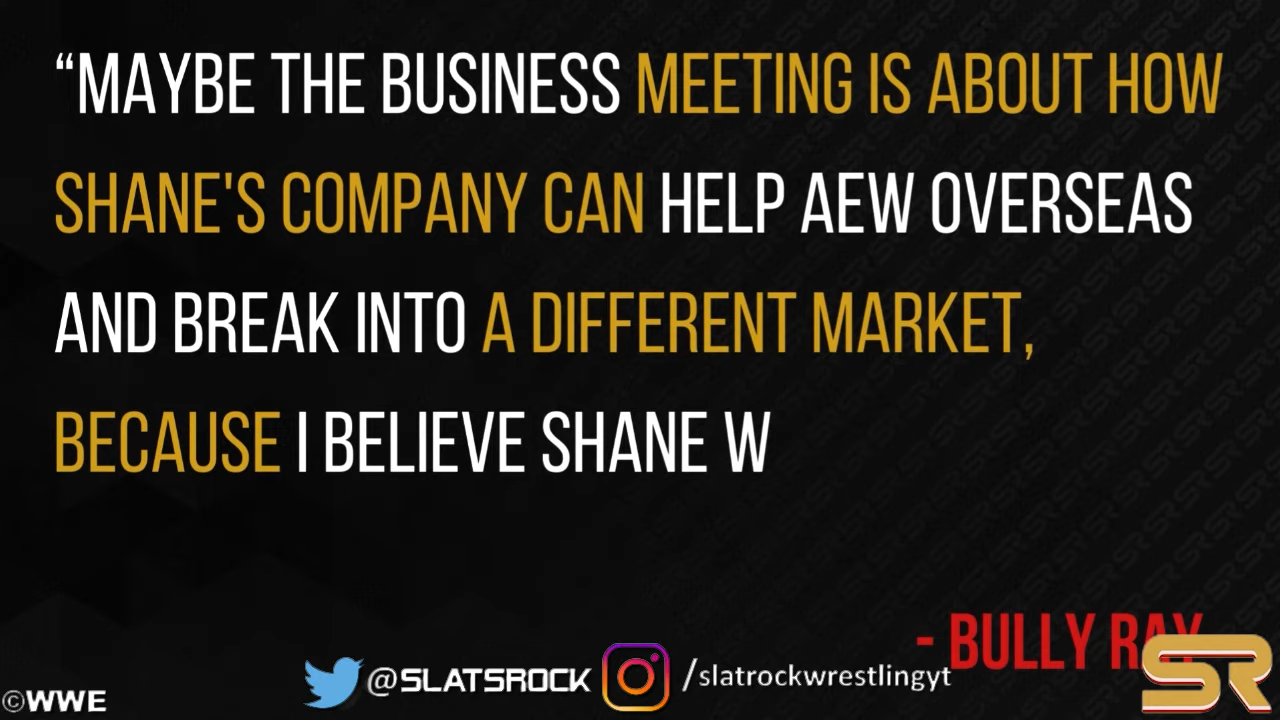 “MAYBE THE BUSINESS MEETING IS ABOUT HOW
SHANE'S COMPANY CAN HELP AEW OVERSEAS
AND BREAK INTO A DIFFERENT MARKET,
BECAUSE I BELIEVE SHANE W
- BULLY RAY
@SLATSROCK /slatrockwrestlingyt
SR
©WWE